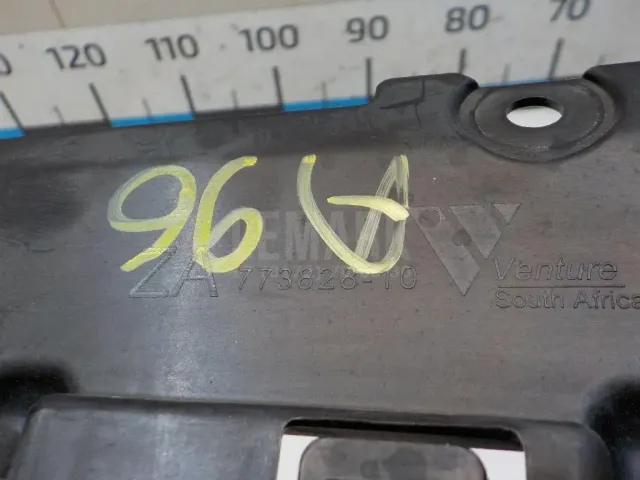 120 110 100 90 80 70
96
ZA 773828-10
Venture
South Africa